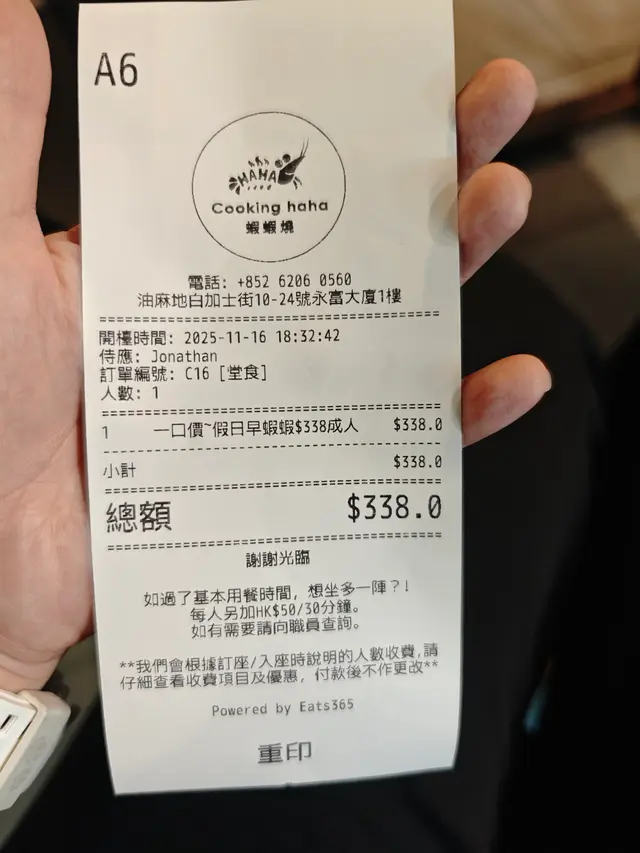 A6
HAHA
Cooking haha
蝦蝦燒
電話: +852 6206 0560
油麻地白加士街10-24號永富大廈1樓
開檯時間: 2025-11-16 18:32:42
侍應: Jonathan
訂單編號: C16 [堂食]
人數: 1
1 一口價~假日早蝦蝦$338成人 $338.0
小計 $338.0
總額 $338.0
謝謝光臨
如過了基本用餐時間，想坐多一陣？!
每人另加HK$50/30分鐘。
如有需要請向職員查詢。
**我們會根據訂座/入座時說明的人數收費,請
仔細查看收費項目及優惠，付款後不作更改**
Powered by Eats365
重印